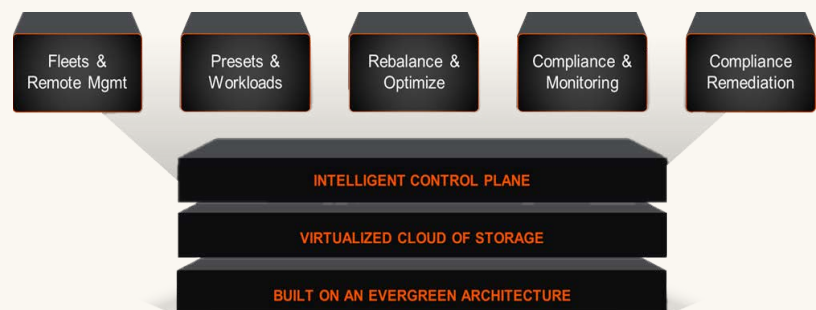 Fleets &
Remote Mgmt
Presets &
Workloads
Rebalance &
Optimize
Compliance &
Monitoring
Compliance
Remediation
INTELLIGENT CONTROL PLANE
VIRTUALIZED CLOUD OF STORAGE
BUILT ON AN EVERGREEN ARCHITECTURE